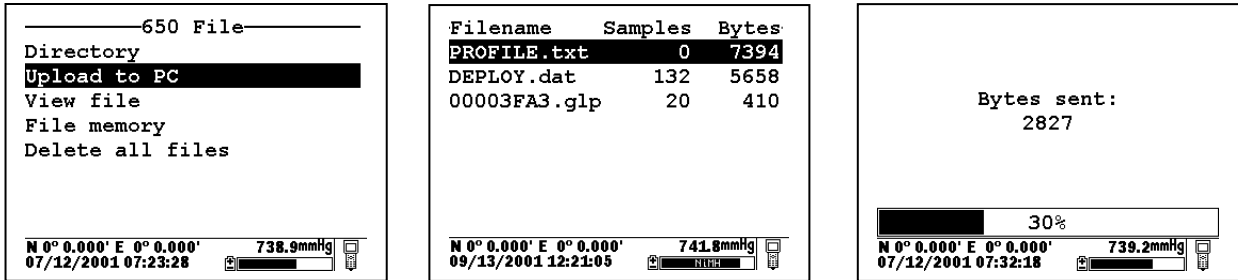 650 File
Directory
Upload to PC
View file
File memory
Delete all files
N 0° 0.000' E 0° 0.000' 738.9mmHg
07/12/2001 07:23:28
Filename Samples Bytes
PROFILE.txt 0 7394
DEPLOY.dat 132 5658
00003FA3.glp 20 410
N 0° 0.000' E 0° 0.000' 741.8mmHg
09/13/2001 12:21:05 NiMH
Bytes sent:
2827
30%
N 0° 0.000' E 0° 0.000' 739.2mmHg
07/12/2001 07:32:18